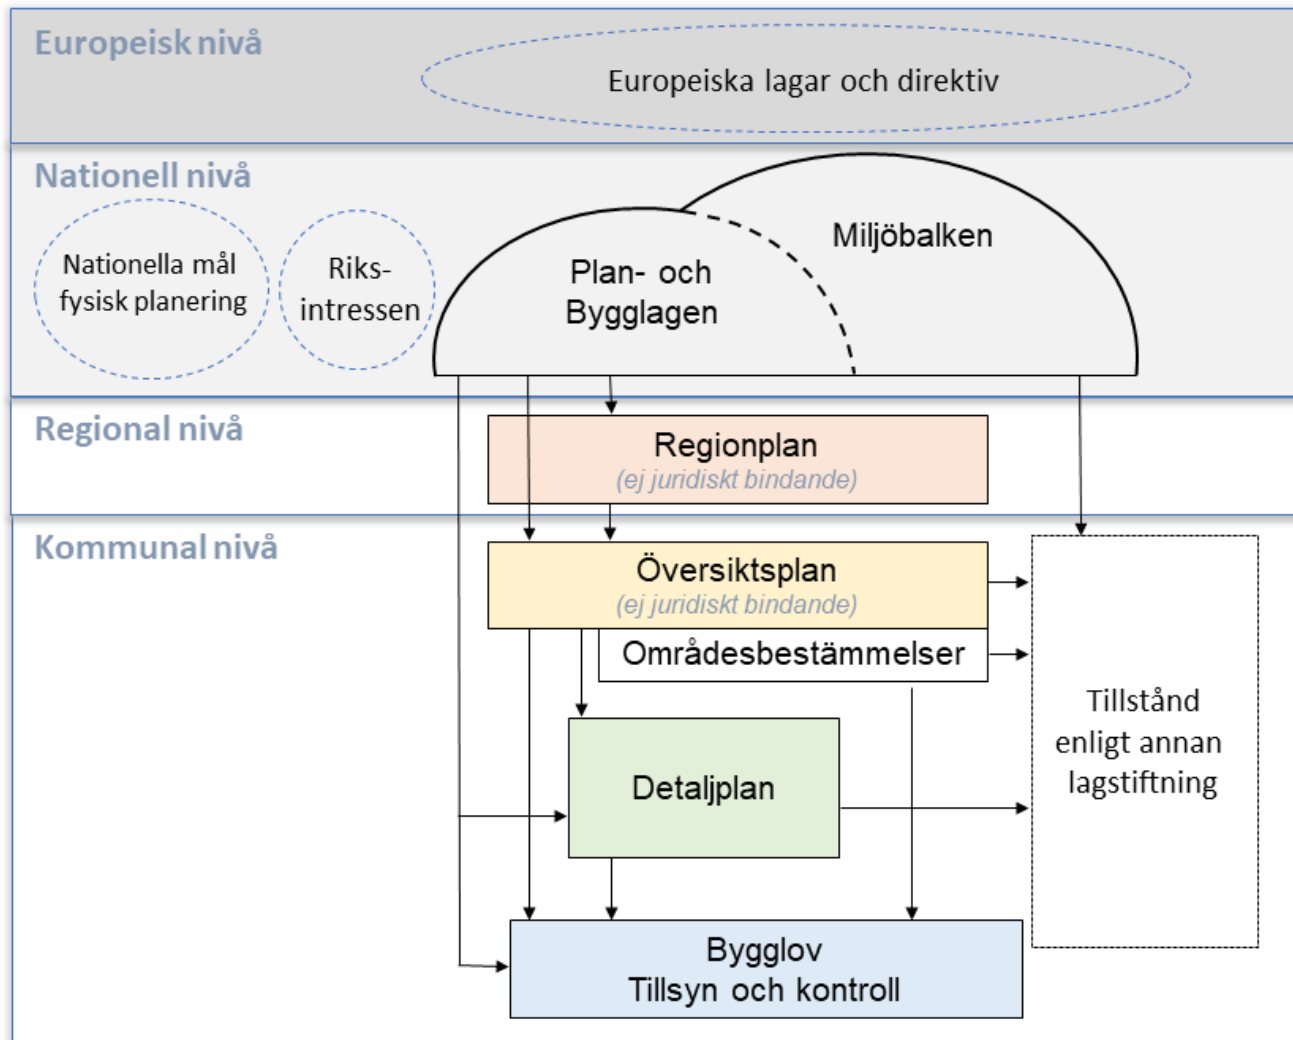 Europeisk nivå
Europeiska lagar och direktiv
Nationell nivå
Nationella mål
fysisk planering
Riks-
intressen
Plan- och
Bygglagen
Miljöbalken
Regional nivå
Regionplan
(ej juridiskt bindande)
Kommunal nivå
Översiktsplan
(ej juridiskt bindande)
Områdesbestämmelser
Detaljplan
Tillstånd
enligt annan
lagstiftning
Bygglov
Tillsyn och kontroll